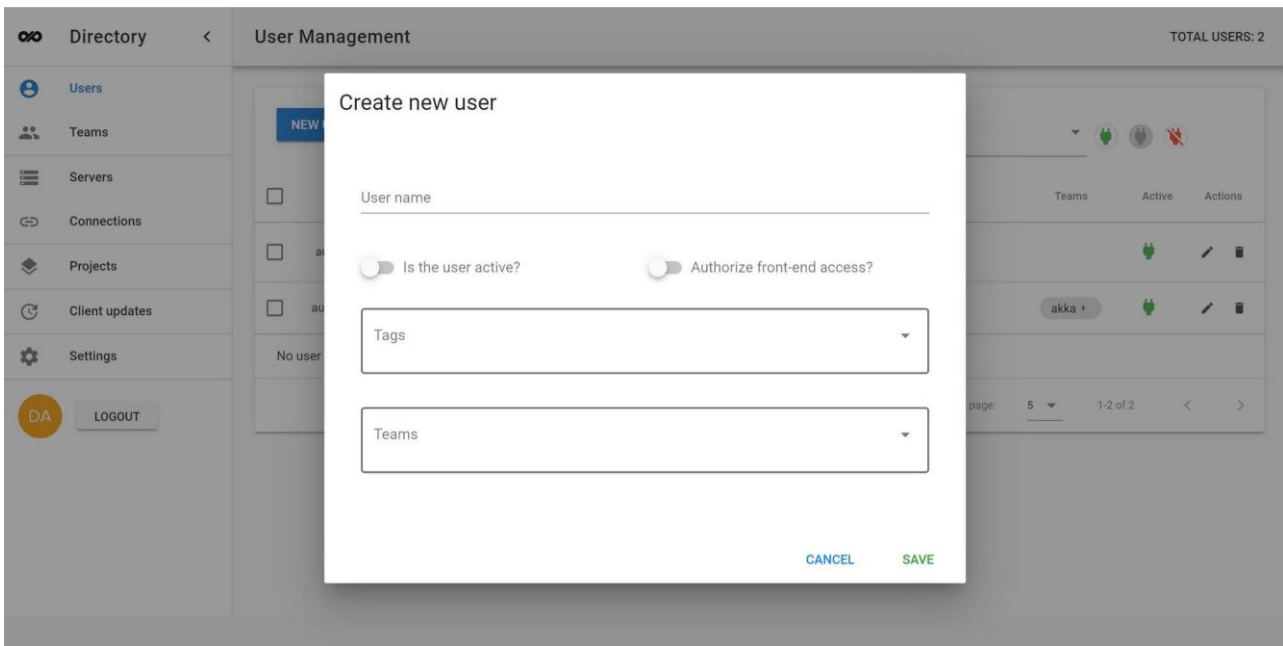 Directory
User Management
TOTAL USERS: 2
Users
Teams
Servers
Connections
Projects
Client updates
Settings
DA
LOGOUT
NEW
Teams
Active
Actions
akka
No user
page:
5
1-2 of 2
Create new user
User name
Is the user active?
Authorize front-end access?
Tags
Teams
CANCEL
SAVE